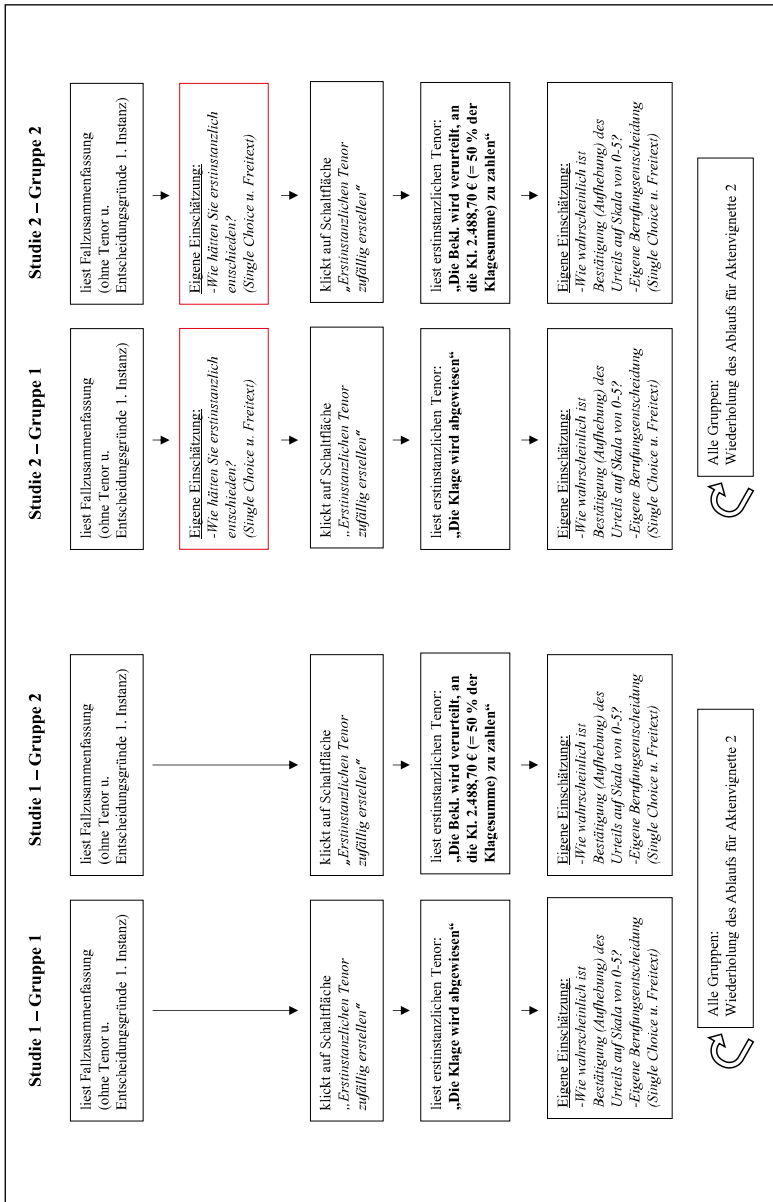 Studie 1 – Gruppe 1
liest Fallzusammenfassung
(ohne Tenor u.
Entscheidungsgründe 1. Instanz)
klickt auf Schaltfläche
„Erstinstanzlichen Tenor
zufällig erstellen“
liest erstinstanzlichen Tenor:
„Die Klage wird abgewiesen“
Eigene Einschätzung:
-Wie wahrscheinlich ist
Bestätigung (Aufhebung) des
Urteils auf Skala von 0-5?
-Eigene Berufungsentscheidung
(Single Choice u. Freitext)
Studie 1 – Gruppe 2
liest Fallzusammenfassung
(ohne Tenor u.
Entscheidungsgründe 1. Instanz)
klickt auf Schaltfläche
„Erstinstanzlichen Tenor
zufällig erstellen“
liest erstinstanzlichen Tenor:
„Die Bekl. wird verurteilt, an
die Kl. 2.488,70 € (= 50 % der
Klagesumme) zu zahlen“
Eigene Einschätzung:
-Wie wahrscheinlich ist
Bestätigung (Aufhebung) des
Urteils auf Skala von 0-5?
-Eigene Berufungsentscheidung
(Single Choice u. Freitext)
Alle Gruppen:
Wiederholung des Ablaufs für Aktenvignette 2
Studie 2 – Gruppe 1
liest Fallzusammenfassung
(ohne Tenor u.
Entscheidungsgründe 1. Instanz)
Eigene Einschätzung:
-Wie hätten Sie erstinstanzlich
entschieden?
(Single Choice u. Freitext)
klickt auf Schaltfläche
„Erstinstanzlichen Tenor
zufällig erstellen“
liest erstinstanzlichen Tenor:
„Die Klage wird abgewiesen“
Eigene Einschätzung:
-Wie wahrscheinlich ist
Bestätigung (Aufhebung) des
Urteils auf Skala von 0-5?
-Eigene Berufungsentscheidung
(Single Choice u. Freitext)
Studie 2 – Gruppe 2
liest Fallzusammenfassung
(ohne Tenor u.
Entscheidungsgründe 1. Instanz)
Eigene Einschätzung:
-Wie hätten Sie erstinstanzlich
entschieden?
(Single Choice u. Freitext)
klickt auf Schaltfläche
„Erstinstanzlichen Tenor
zufällig erstellen“
liest erstinstanzlichen Tenor:
„Die Bekl. wird verurteilt, an
die Kl. 2.488,70 € (= 50 % der
Klagesumme) zu zahlen“
Eigene Einschätzung:
-Wie wahrscheinlich ist
Bestätigung (Aufhebung) des
Urteils auf Skala von 0-5?
-Eigene Berufungsentscheidung
(Single Choice u. Freitext)
Alle Gruppen:
Wiederholung des Ablaufs für Aktenvignette 2